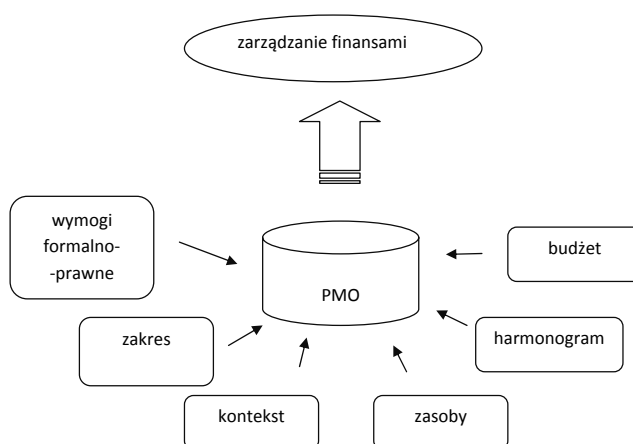 zarządzanie finansami
wymogi
formalno-
-prawne
budżet
PMO
zakres
harmonogram
kontekst
zasoby